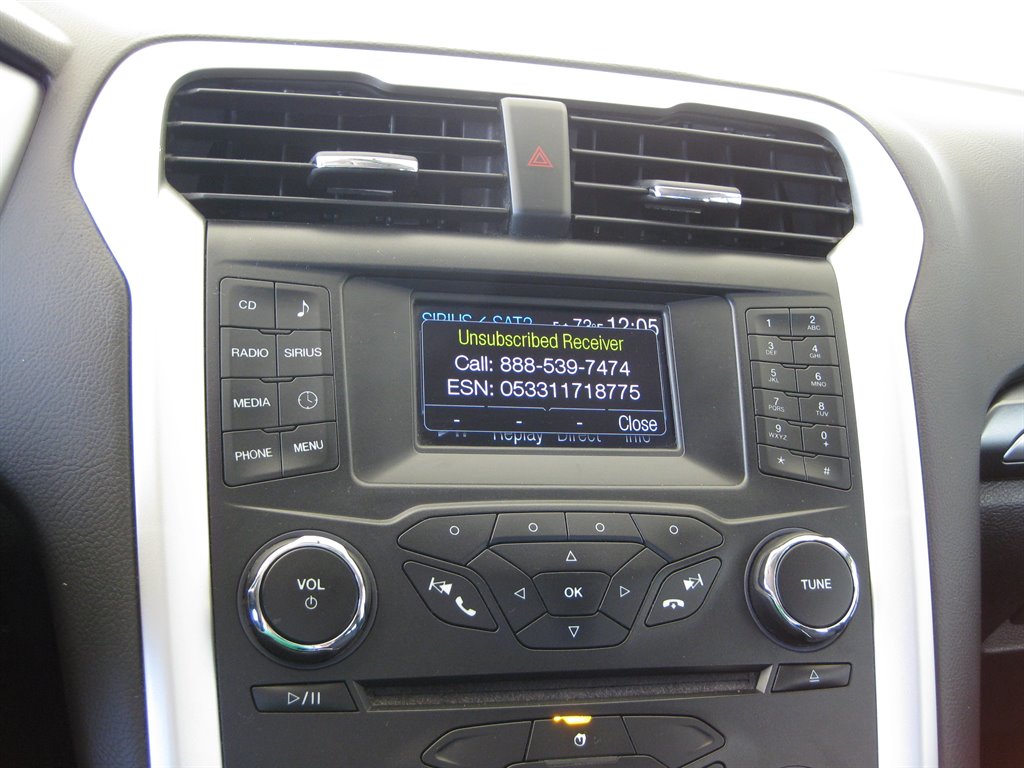 CD
RADIO SIRIUS
MEDIA
PHONE MENU
12:05
Unsubscribed Receiver
Call: 888-539-7474
ESN: 053311718775
- - - Close
Replay Direct Info
1 2 ABC
3 DEF 4 GHI
5 JKL 6 MNO
7 PQRS 8 TUV
9 WXYZ 0 +
* #
VOL
OK
TUNE